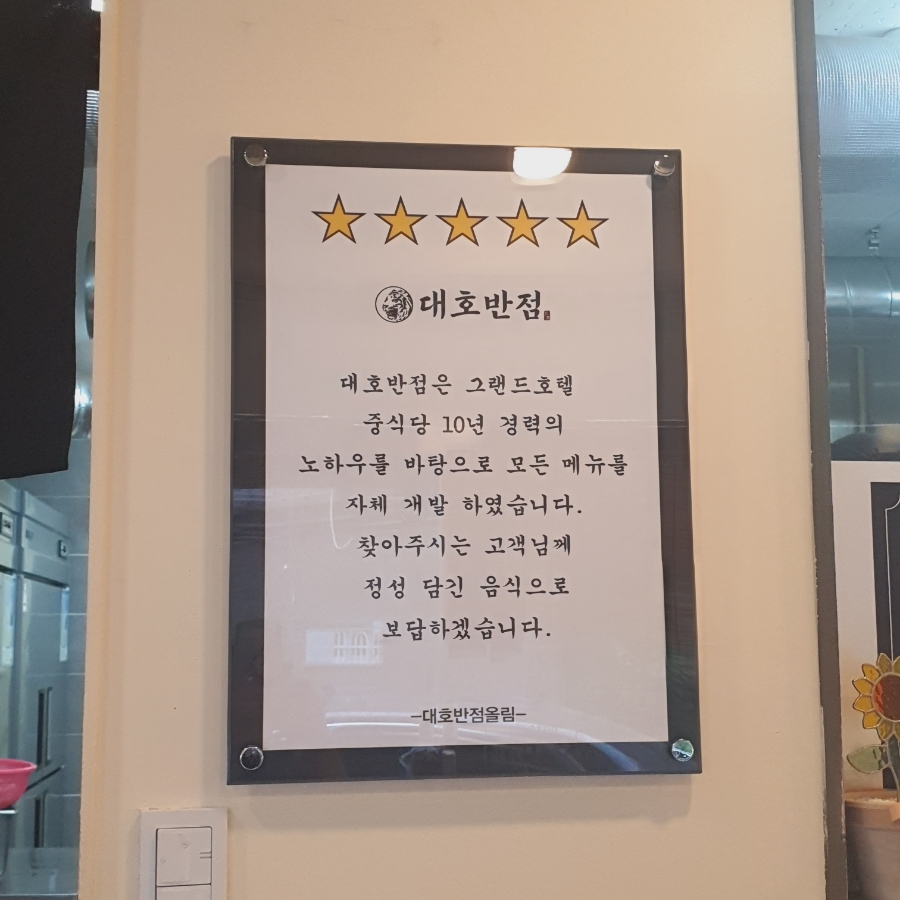 대호반점
대호반점은 그랜드호텔
중식당 10년 경력의
노하우를 바탕으로 모든 메뉴를
자체 개발 하였습니다.
찾아주시는 고객님께
정성 담긴 음식으로
보답하겠습니다.
–대호반점올림–